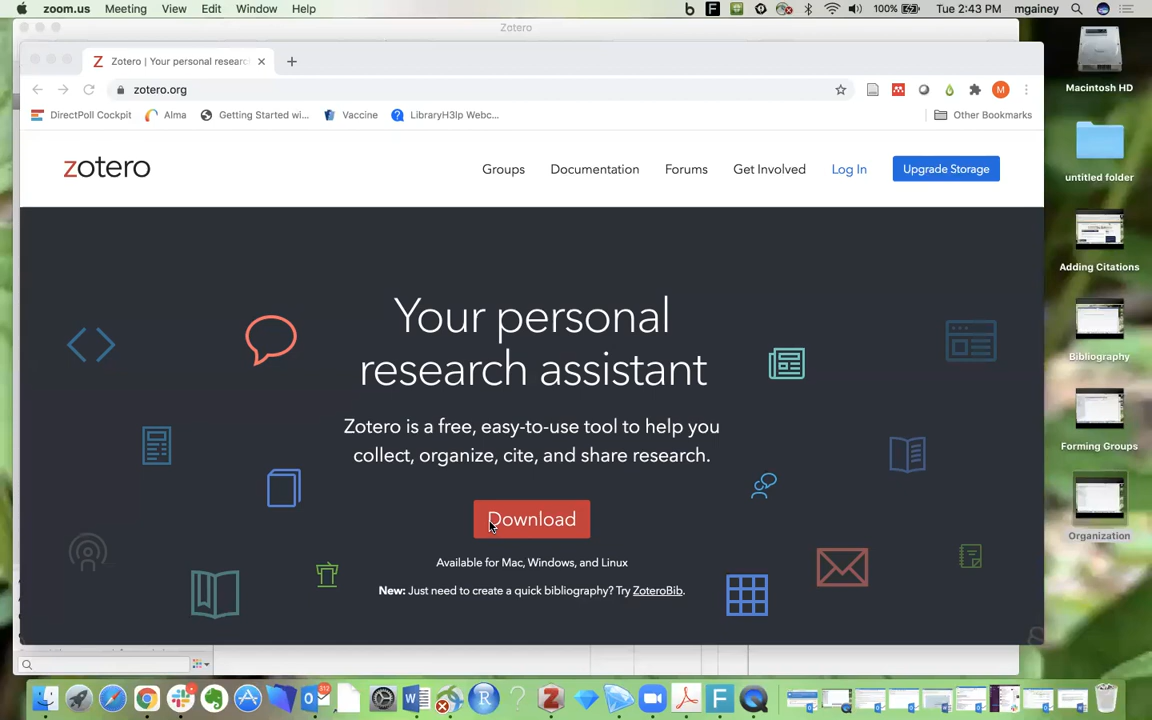 zoom.us Meeting View Edit Window Help 100% Tue 2:43 PM mgainey
Zotero
Zotero | Your personal researc
zotero.org
M
DirectPoll Cockpit Alma Getting Started wi... Vaccine LibraryH3lp Webc... Other Bookmarks
zotero Groups Documentation Forums Get Involved Log In Upgrade Storage
Your personal
research assistant
Zotero is a free, easy-to-use tool to help you
collect, organize, cite, and share research.
Download
Available for Mac, Windows, and Linux
New: Just need to create a quick bibliography? Try ZoteroBib.
Macintosh HD
untitled folder
Adding Citations
Bibliography
Forming Groups
Organization